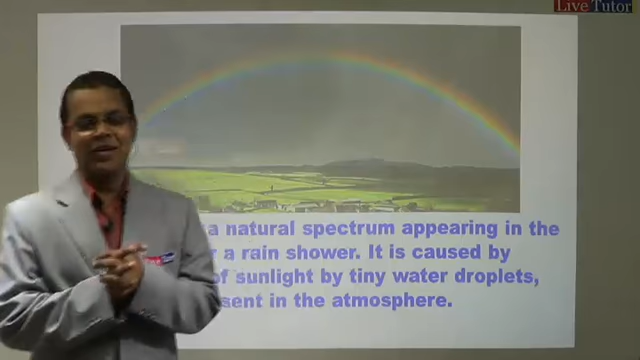 Live Tutor
a natural spectrum appearing in the
r a rain shower. It is caused by
of sunlight by tiny water droplets,
sent in the atmosphere.